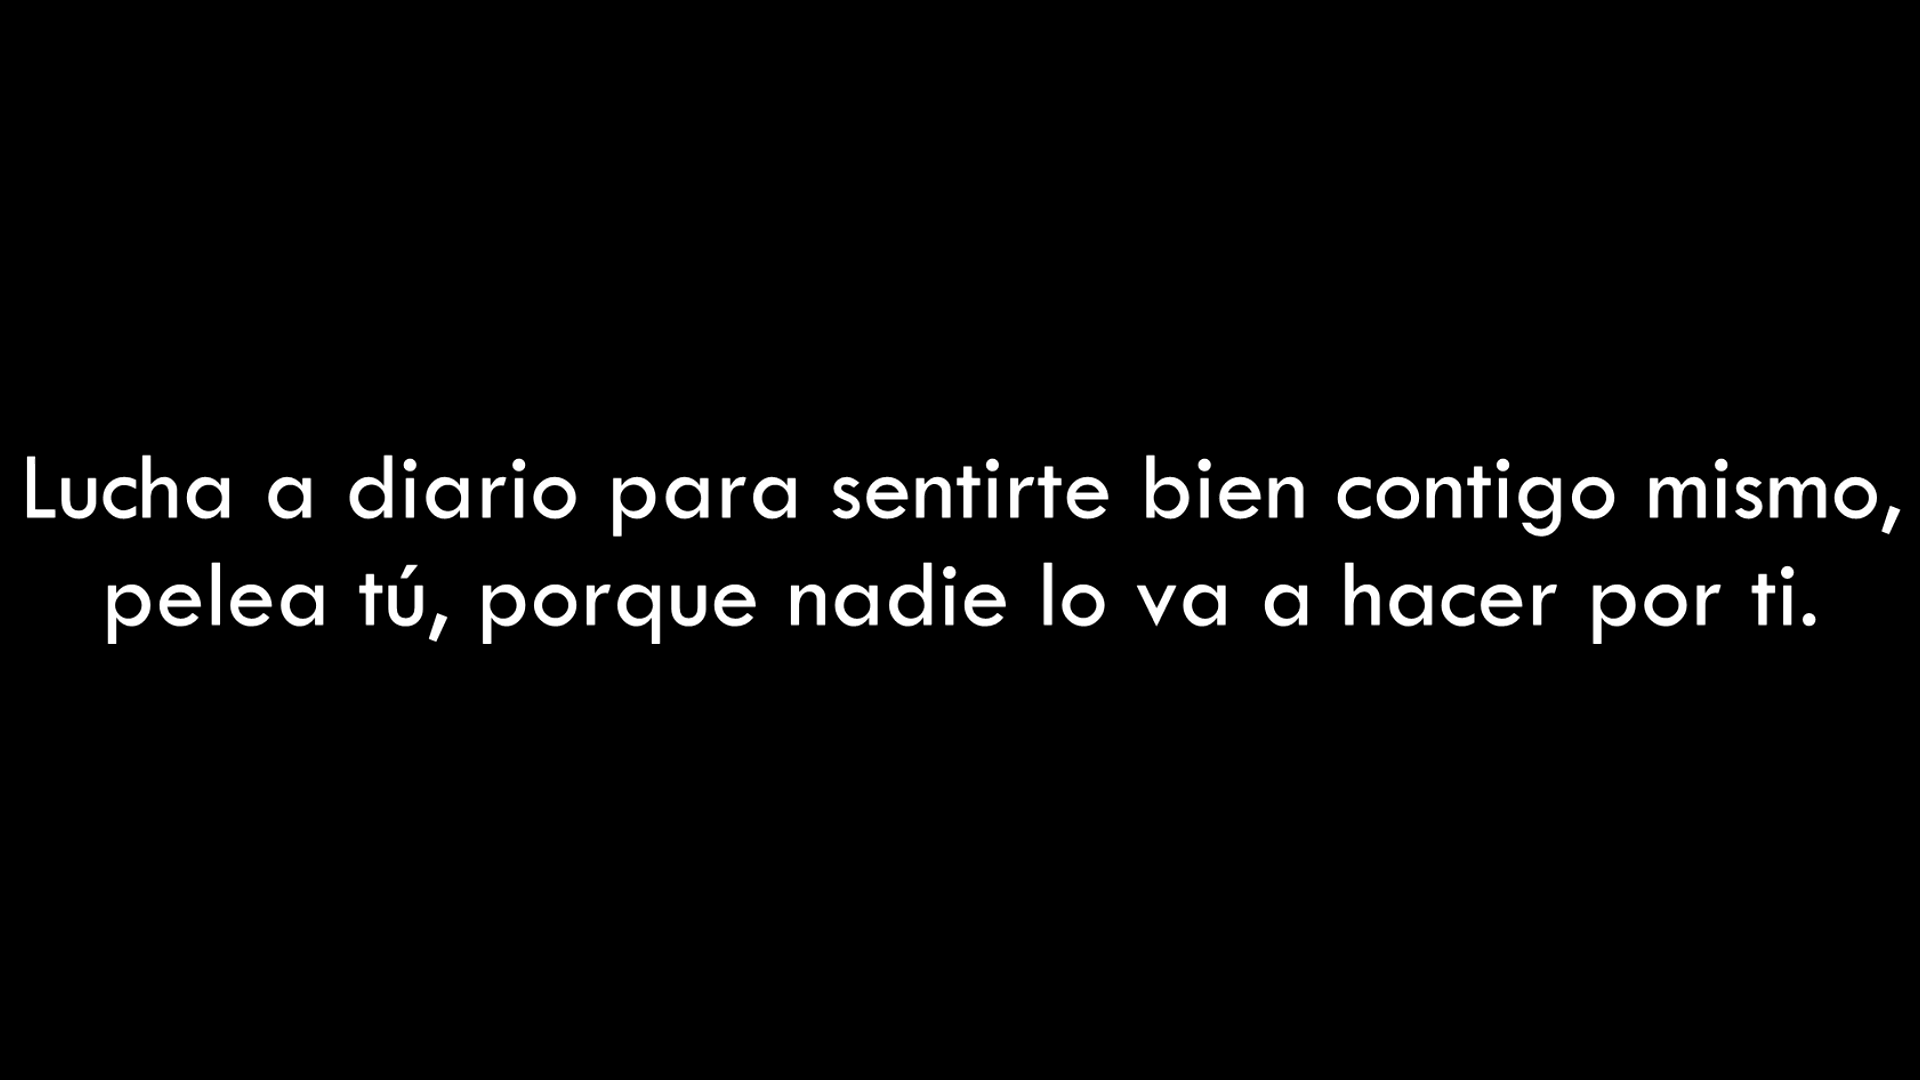 Lucha a diario para sentirte bien contigo mismo,
pelea tú, porque nadie lo va a hacer por ti.